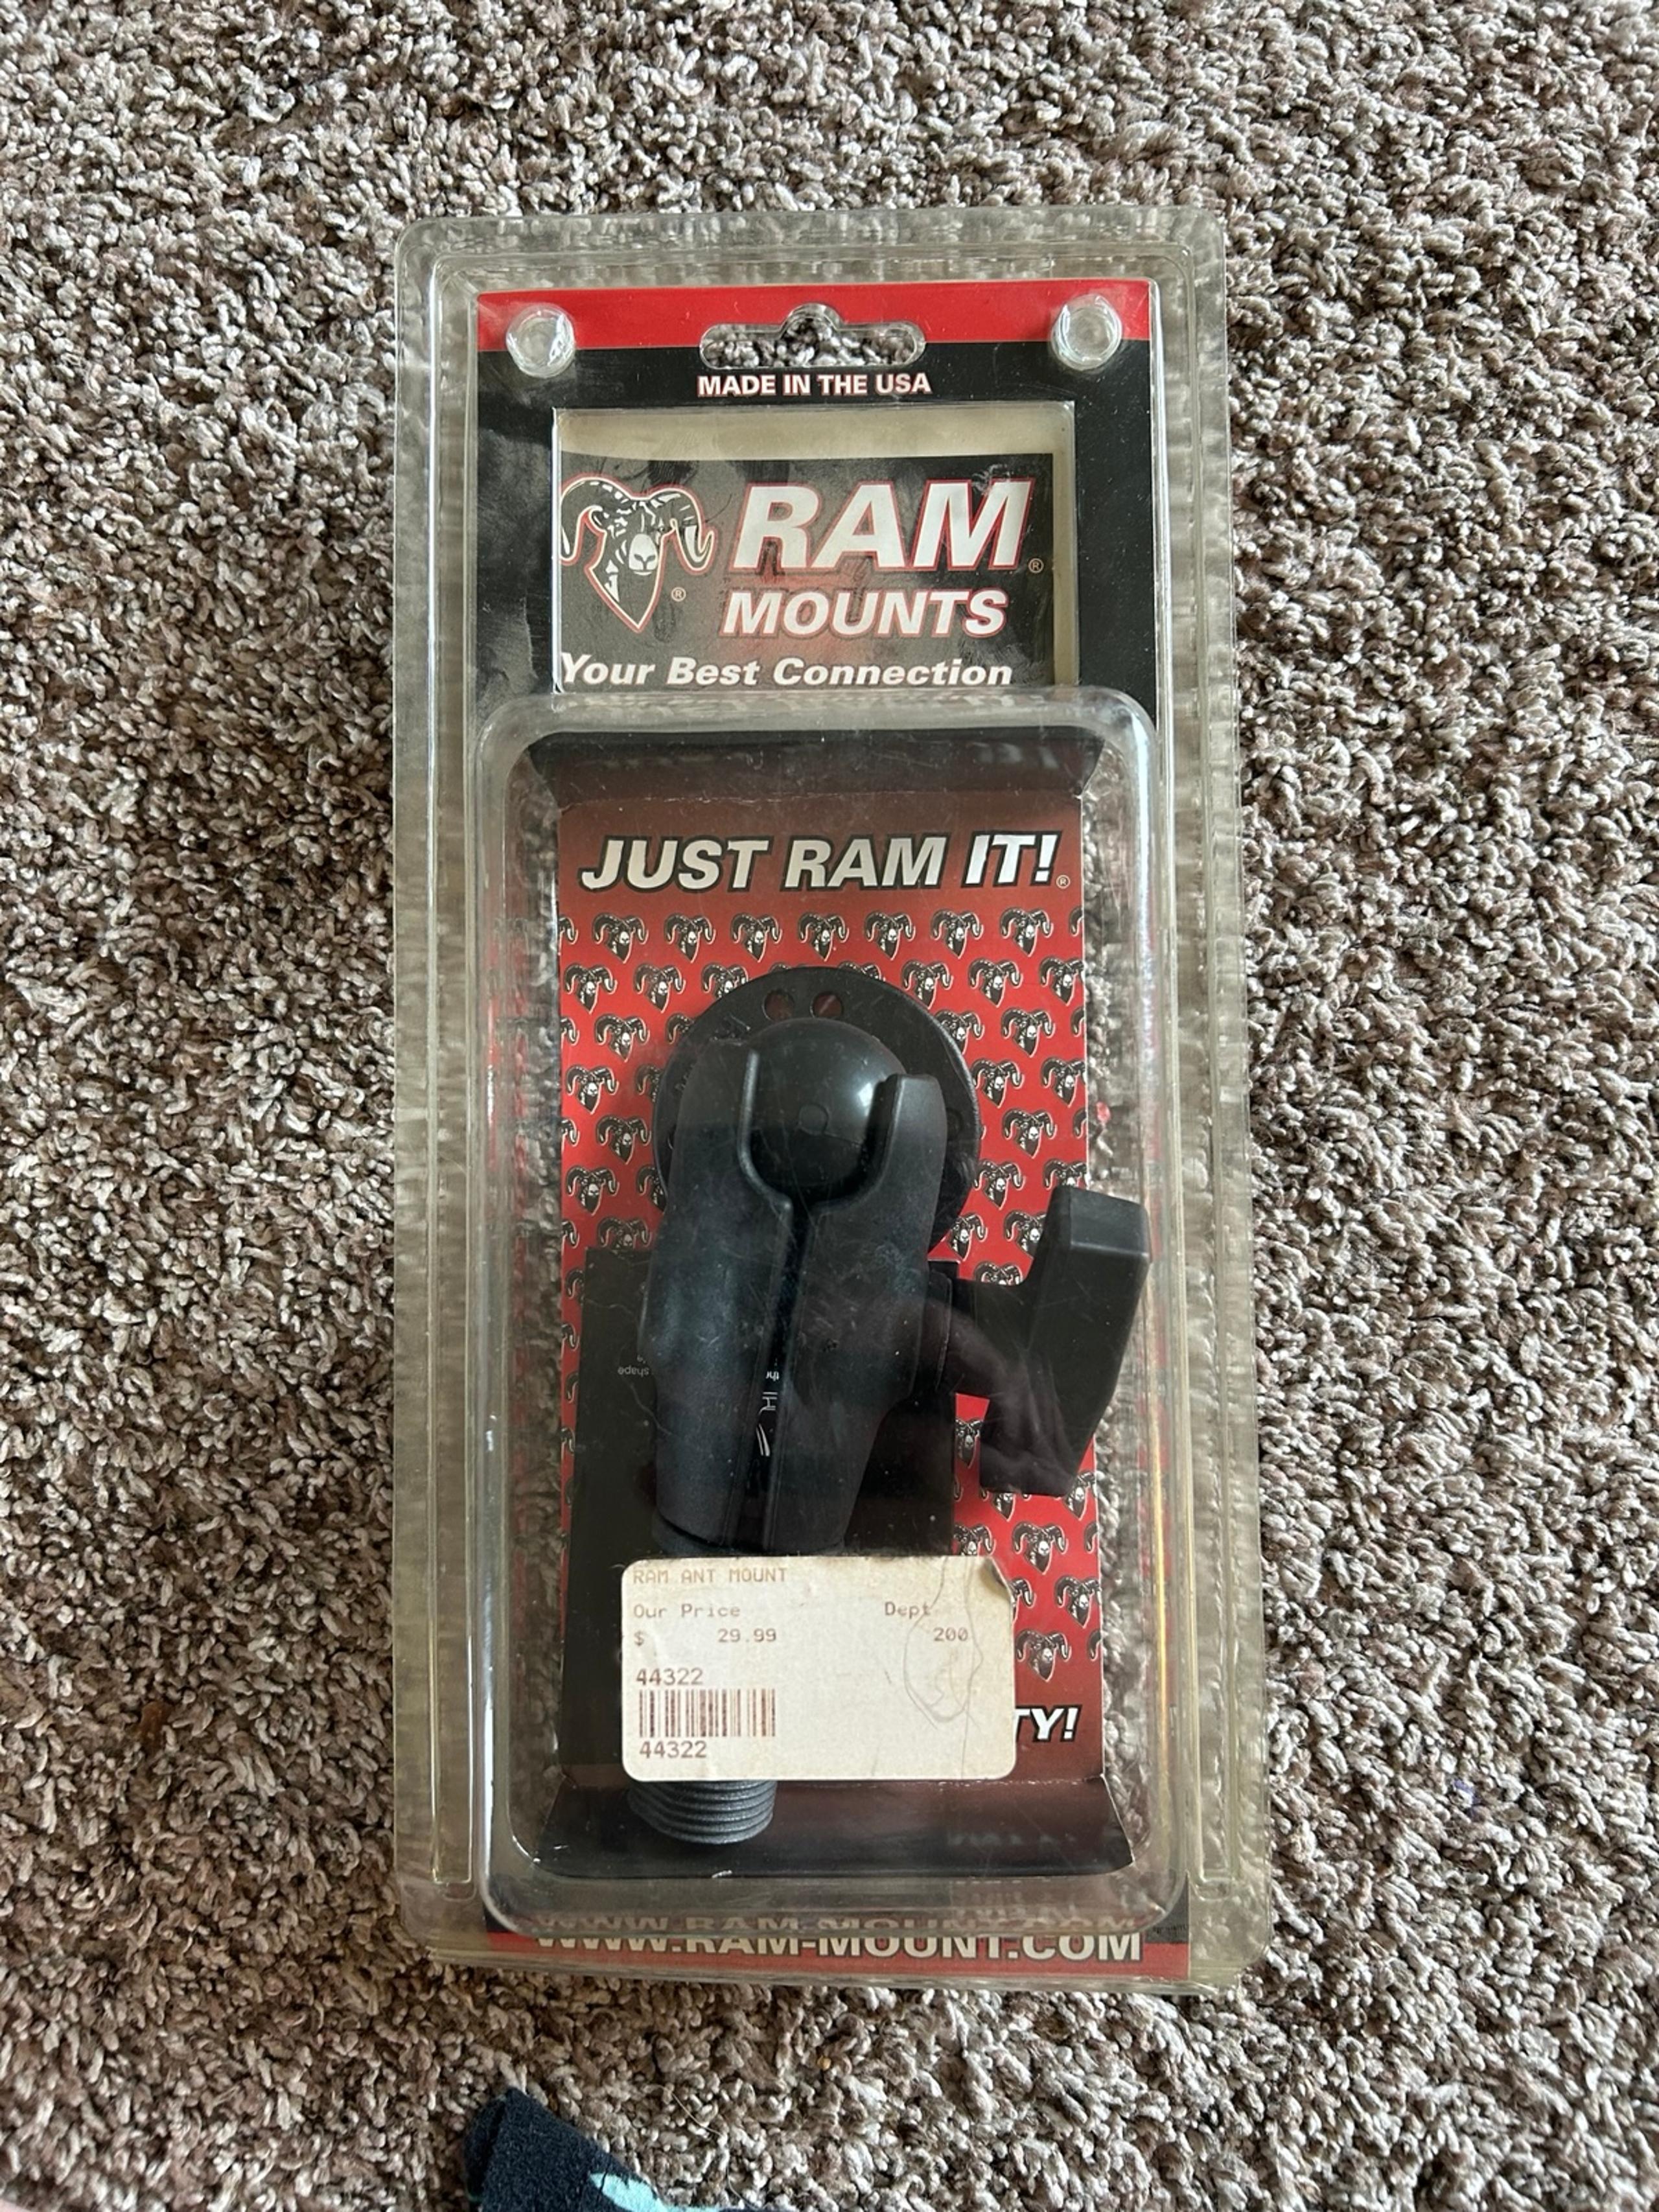 MADE IN THE USA
RAM®
® MOUNTS
Your Best Connection
JUST RAM IT!®
shape
RAM ANT MOUNT
Our Price Dept
$ 29.99 200
44322
44322
TY!
WWW.RAM-MOUNT.COM